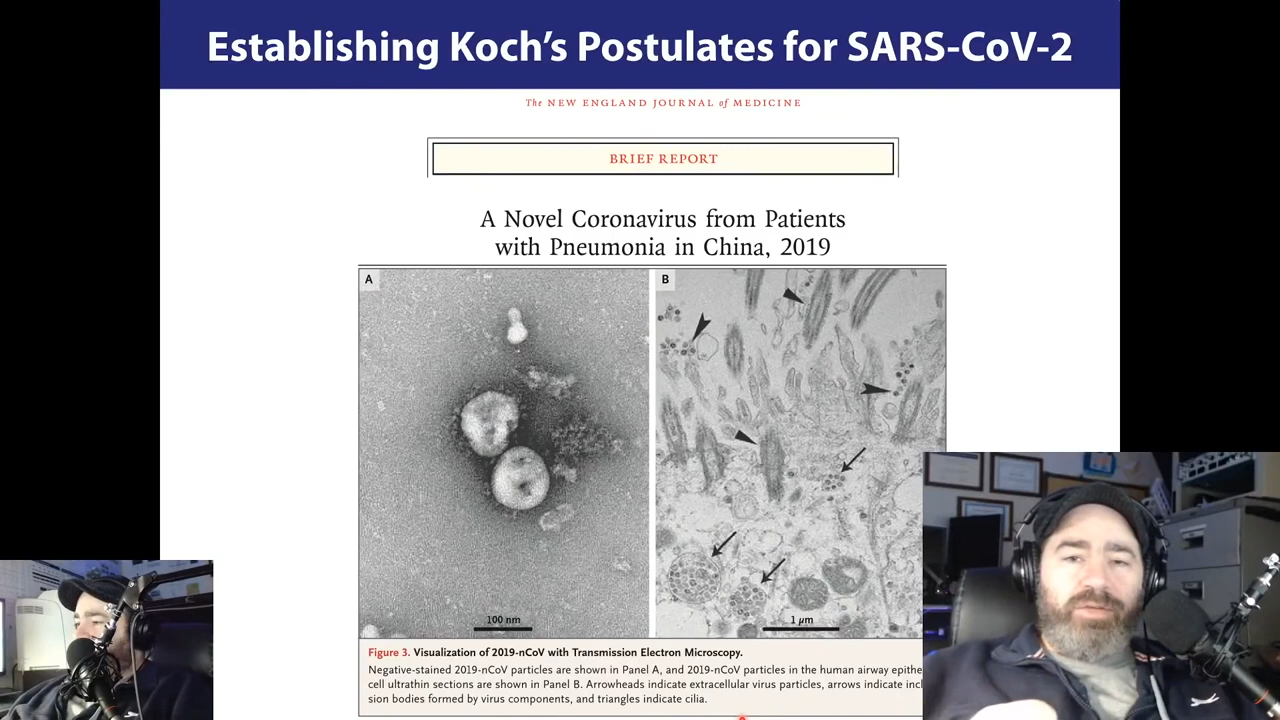 Establishing Koch's Postulates for SARS-CoV-2
The NEW ENGLAND JOURNAL of MEDICINE
BRIEF REPORT
A Novel Coronavirus from Patients
with Pneumonia in China, 2019
A
B
100 nm
1 µm
Figure 3. Visualization of 2019-nCoV with Transmission Electron Microscopy.
Negative-stained 2019-nCoV particles are shown in Panel A, and 2019-nCoV particles in the human airway epithe
cell ultrathin sections are shown in Panel B. Arrowheads indicate extracellular virus particles, arrows indicate incl
sion bodies formed by virus components, and triangles indicate cilia.